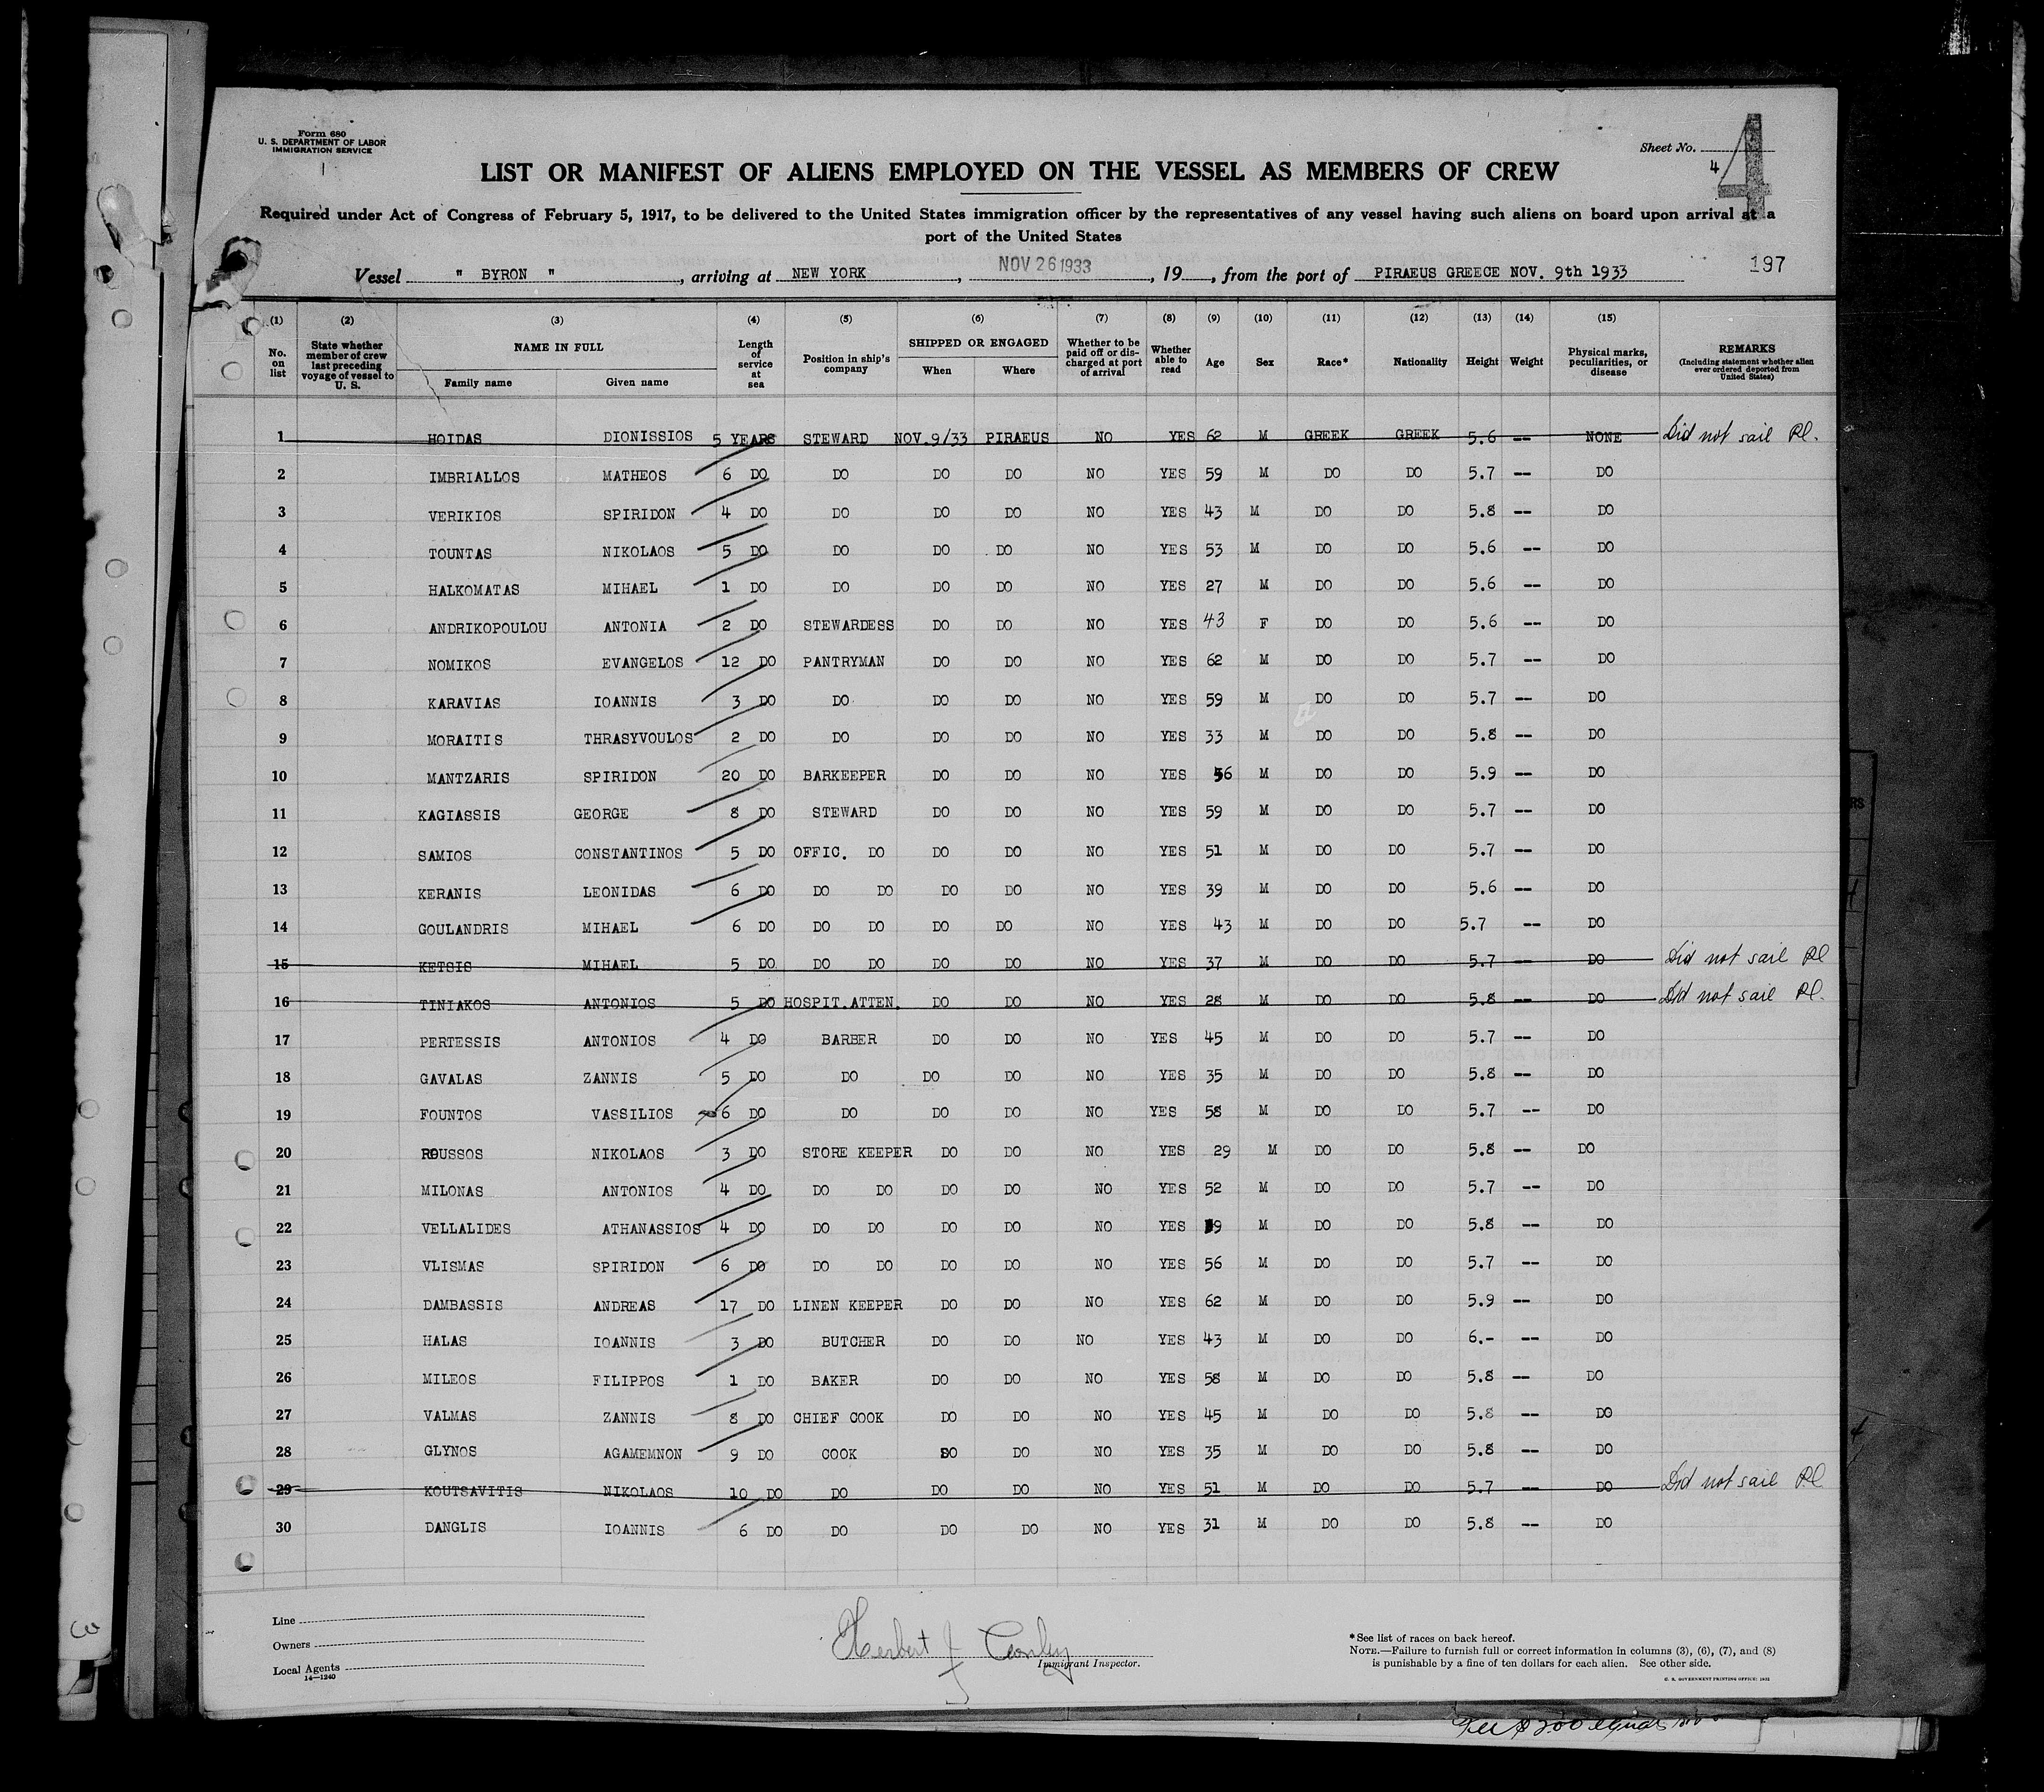 Form 680
U. S. DEPARTMENT OF LABOR
IMMIGRATION SERVICE
Sheet No. 4
4
LIST OR MANIFEST OF ALIENS EMPLOYED ON THE VESSEL AS MEMBERS OF CREW
Required under Act of Congress of February 5, 1917, to be delivered to the United States immigration officer by the representatives of any vessel having such aliens on board upon arrival at a
port of the United States
Vessel " BYRON ", arriving at NEW YORK, NOV 26 1933, 19, from the port of PIRAEUS GREECE NOV. 9th 1933 197
(1) (2) (3) (4) (5) (6) (7) (8) (9) (10) (11) (12) (13) (14) (15)
No. on list State whether member of crew last preceding voyage of vessel to U. S. NAME IN FULL Family name Given name Length of service at sea Position in ship's company SHIPPED OR ENGAGED When Where Whether to be paid off or discharged at port of arrival Whether able to read Age Sex Race* Nationality Height Weight Physical marks, peculiarities, or disease REMARKS (Including statement whether alien ever ordered deported from United States)
1 HOIDAS DIONISSIOS 5 YEARS STEWARD NOV.9/33 PIRAEUS NO YES 62 M GREEK GREEK 5.6 -- NONE Did not sail Pl.
2 IMBRIALLOS MATHEOS 6 DO DO DO DO NO YES 59 M DO DO 5.7 -- DO
3 VERIKIOS SPIRIDON 4 DO DO DO DO NO YES 43 M DO DO 5.8 -- DO
4 TOUNTAS NIKOLAOS 5 DO DO DO DO NO YES 53 M DO DO 5.6 -- DO
5 HALKOMATAS MIHAEL 1 DO DO DO DO NO YES 27 M DO DO 5.6 -- DO
6 ANDRIKOPOULOU ANTONIA 2 DO STEWARDESS DO DO NO YES 43 F DO DO 5.6 -- DO
7 NOMIKOS EVANGELOS 12 DO PANTRYMAN DO DO NO YES 62 M DO DO 5.7 -- DO
8 KARAVIAS IOANNIS 3 DO DO DO DO NO YES 59 M DO DO 5.7 -- DO
9 MORAITIS THRASYVOULOS 2 DO DO DO DO NO YES 33 M DO DO 5.8 -- DO
10 MANTZARIS SPIRIDON 20 DO BARKEEPER DO DO NO YES 56 M DO DO 5.9 -- DO
11 KAGIASSIS GEORGE 8 DO STEWARD DO DO NO YES 59 M DO DO 5.7 -- DO
12 SAMIOS CONSTANTINOS 5 DO OFFIC. DO DO DO NO YES 51 M DO DO 5.7 -- DO
13 KERANIS LEONIDAS 6 DO DO DO DO DO NO YES 39 M DO DO 5.6 -- DO
14 GOULANDRIS MIHAEL 6 DO DO DO DO DO NO YES 43 M DO DO 5.7 -- DO
15 KETSIS MIHAEL 5 DO DO DO DO DO NO YES 37 M DO DO 5.7 -- DO Did not sail Pl
16 TINIAKOS ANTONIOS 5 DO HOSPIT.ATTEN. DO DO NO YES 28 M DO DO 5.8 -- DO Did not sail Pl.
17 PERTESSIS ANTONIOS 4 DO BARBER DO DO NO YES 45 M DO DO 5.7 -- DO
18 GAVALAS ZANNIS 5 DO DO DO DO NO YES 35 M DO DO 5.8 -- DO
19 FOUNTOS VASSILIOS 6 DO DO DO DO NO YES 58 M DO DO 5.7 -- DO
20 ROUSSOS NIKOLAOS 3 DO STORE KEEPER DO DO NO YES 29 M DO DO 5.8 -- DO
21 MILONAS ANTONIOS 4 DO DO DO DO DO NO YES 52 M DO DO 5.7 -- DO
22 VELLALIDES ATHANASSIOS 4 DO DO DO DO DO NO YES M DO DO 5.8 -- DO
23 VLISMAS SPIRIDON 6 DO DO DO DO DO NO YES 56 M DO DO 5.7 -- DO
24 DAMBASSIS ANDREAS 17 DO LINEN KEEPER DO DO NO YES 62 M DO DO 5.9 -- DO
25 HALAS IOANNIS 3 DO BUTCHER DO DO NO YES 43 M DO DO 6.- -- DO
26 MILEOS FILIPPOS 1 DO BAKER DO DO NO YES 58 M DO DO 5.8 -- DO
27 VALMAS ZANNIS 8 DO CHIEF COOK DO DO NO YES 45 M DO DO 5.8 -- DO
28 GLYNOS AGAMEMNON 9 DO COOK DO DO NO YES 35 M DO DO 5.8 -- DO
29 KOUTSAVITIS NIKOLAOS 10 DO DO DO DO NO YES 51 M DO DO 5.7 -- DO Did not sail Pl
30 DANGLIS IOANNIS 6 DO DO DO DO NO YES 31 M DO DO 5.8 -- DO
Line
Owners
Local Agents
14—1240
Herbert J Conley
Immigrant Inspector.
*See list of races on back hereof.
NOTE.—Failure to furnish full or correct information in columns (3), (6), (7), and (8)
is punishable by a fine of ten dollars for each alien. See other side.
U. S. GOVERNMENT PRINTING OFFICE: 1932
3